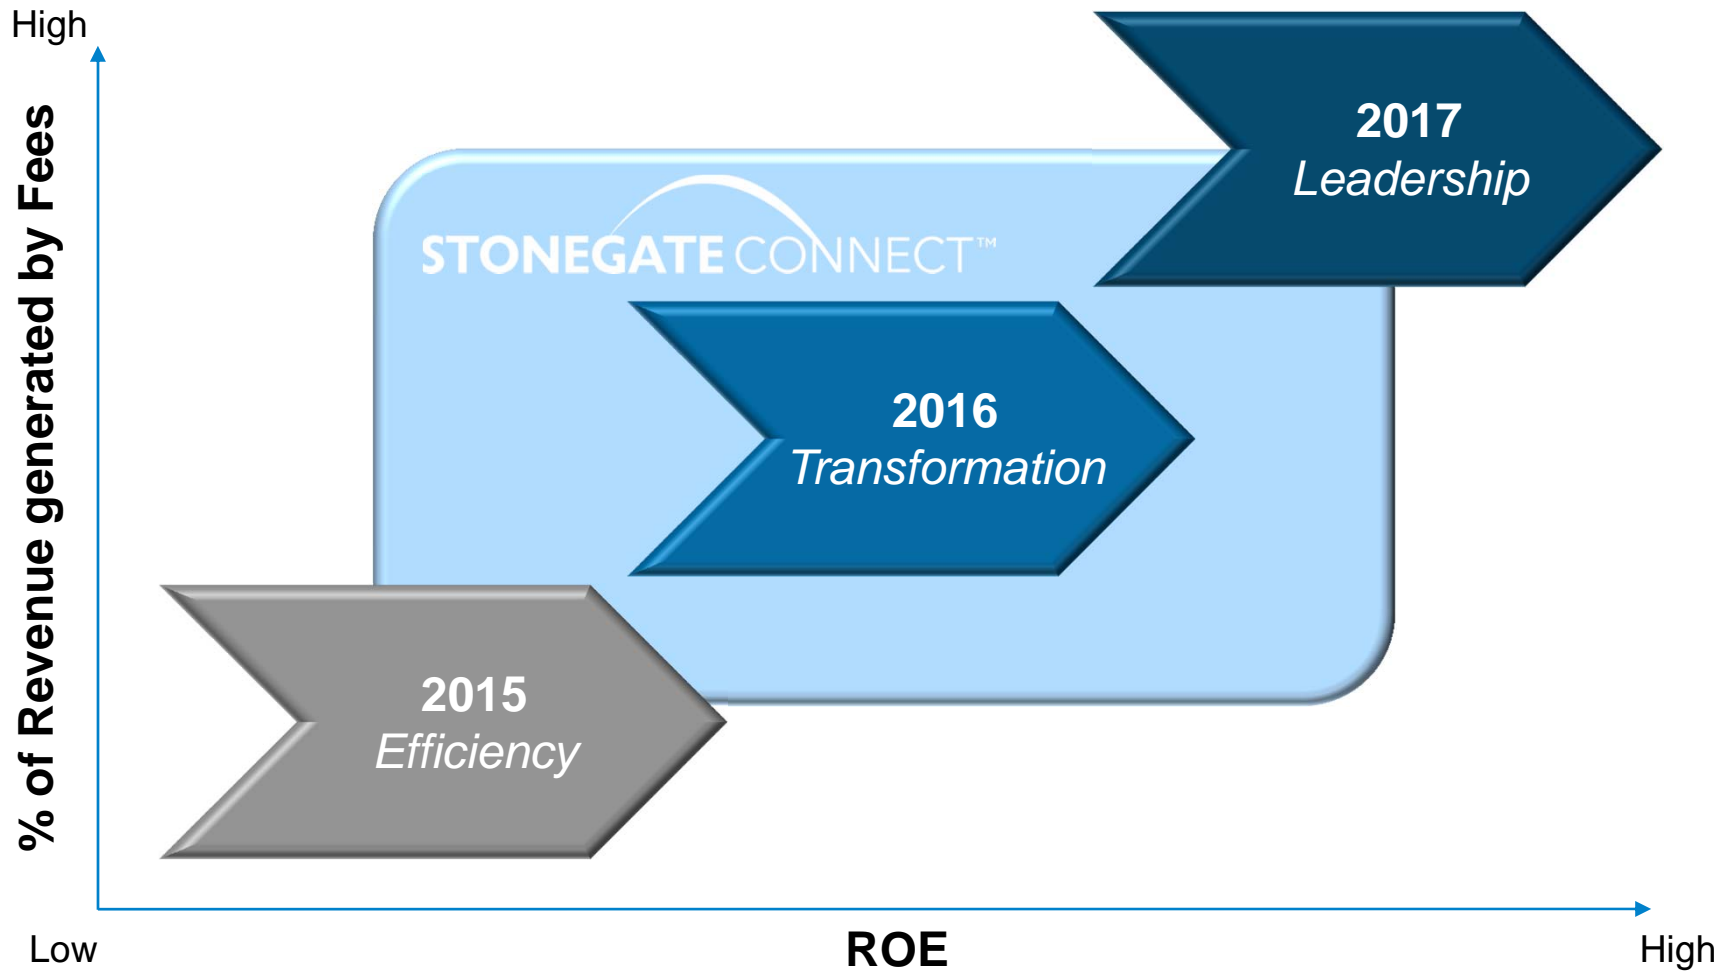 High
% of Revenue generated by Fees
2017
Leadership
STONEGATE CONNECT™
2016
Transformation
2015
Efficiency
Low
ROE
High